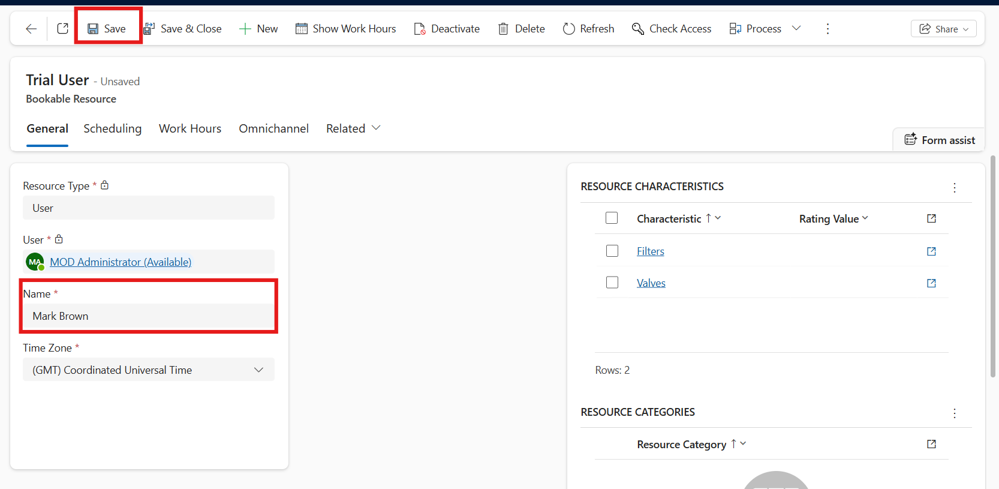 Save
Save & Close
New
Show Work Hours
Deactivate
Delete
Refresh
Check Access
Process
Share
Trial User - Unsaved
Bookable Resource
General
Scheduling
Work Hours
Omnichannel
Related
Form assist
Resource Type *
User
User *
MA
MOD Administrator (Available)
Name *
Mark Brown
Time Zone *
(GMT) Coordinated Universal Time
RESOURCE CHARACTERISTICS
Characteristic ↑
Rating Value
Filters
Valves
Rows: 2
RESOURCE CATEGORIES
Resource Category ↑